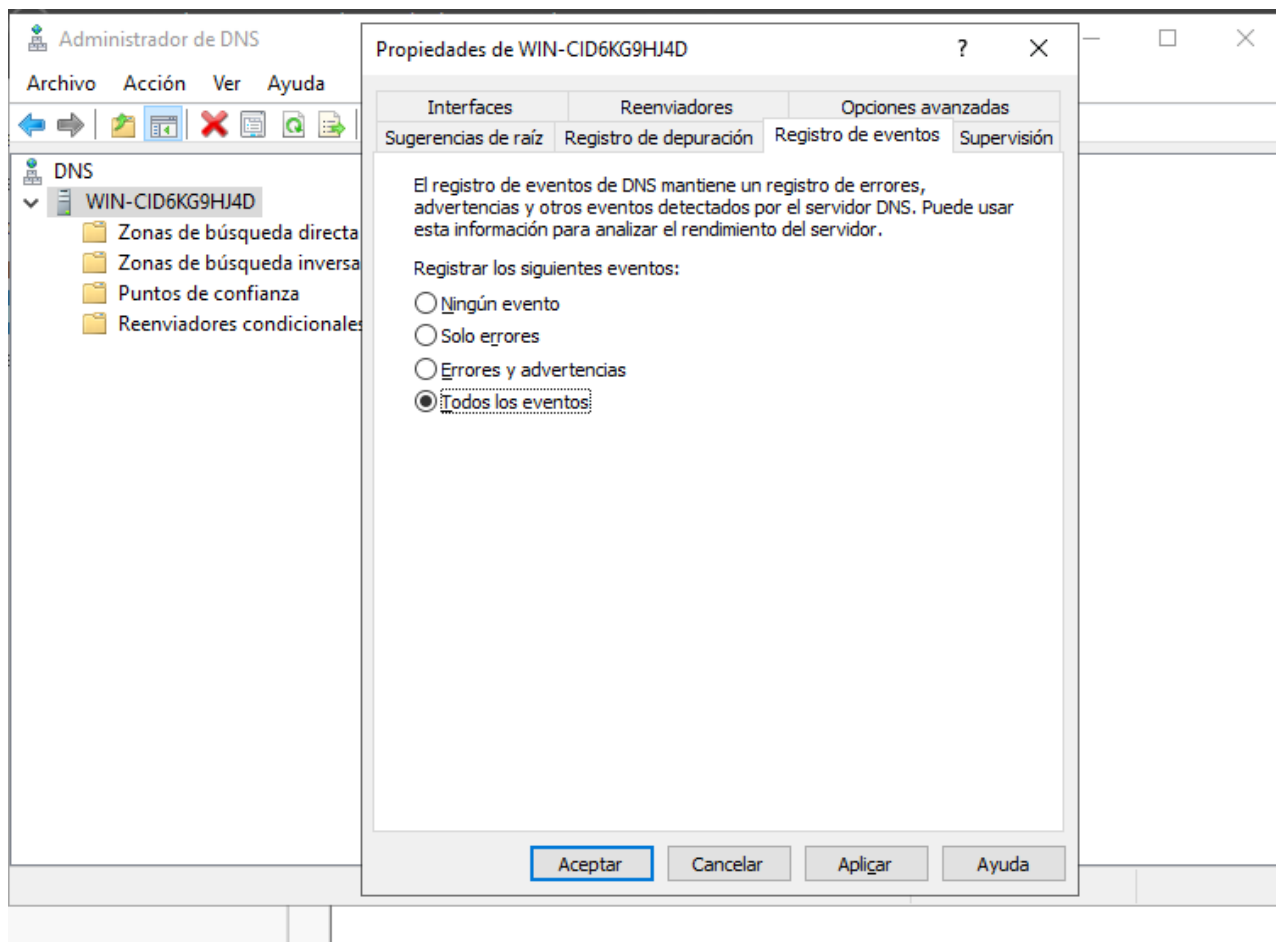 Administrador de DNS
Archivo Acción Ver Ayuda
DNS
WIN-CID6KG9HJ4D
Zonas de búsqueda directa
Zonas de búsqueda inversa
Puntos de confianza
Reenviadores condicionales
Propiedades de WIN-CID6KG9HJ4D ? X
Interfaces Reenviadores Opciones avanzadas
Sugerencias de raíz Registro de depuración Registro de eventos Supervisión
El registro de eventos de DNS mantiene un registro de errores,
advertencias y otros eventos detectados por el servidor DNS. Puede usar
esta información para analizar el rendimiento del servidor.
Registrar los siguientes eventos:
Ningún evento
Solo errores
Errores y advertencias
Todos los eventos
Aceptar Cancelar Aplicar Ayuda